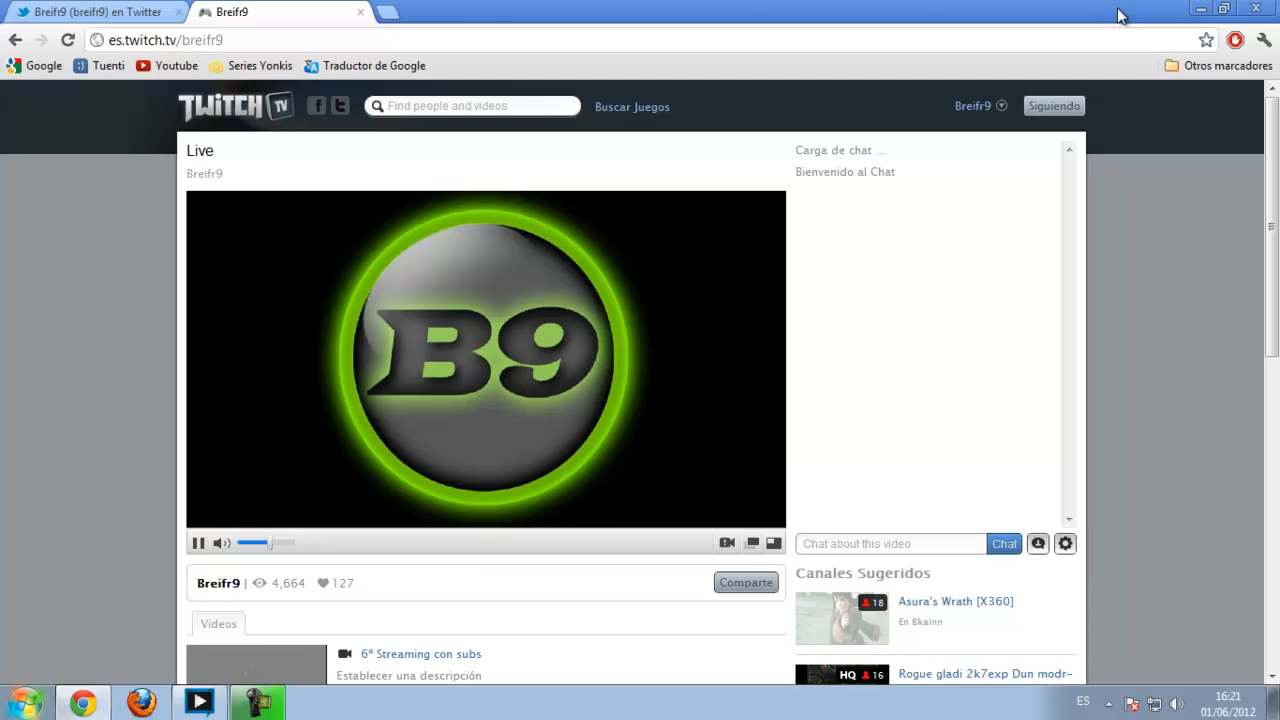 Breifr9 (breifr9) en Twitter
Breifr9
es.twitch.tv/breifr9
Google
Tuenti
Youtube
Series Yonkis
Traductor de Google
Otros marcadores
TWiTCH TV
Find people and videos
Buscar Juegos
Breifr9
Siguiendo
Live
Breifr9
B9
Breifr9 | 4,664 127
Comparte
Videos
6º Streaming con subs
Establecer una descripción
Carga de chat ...
Bienvenido al Chat
Chat about this video
Chat
Canales Sugeridos
18
Asura's Wrath [X360]
En Bkainn
HQ 16
Rogue gladi 2k7exp Dun modr-
ES
16:21
01/06/2012